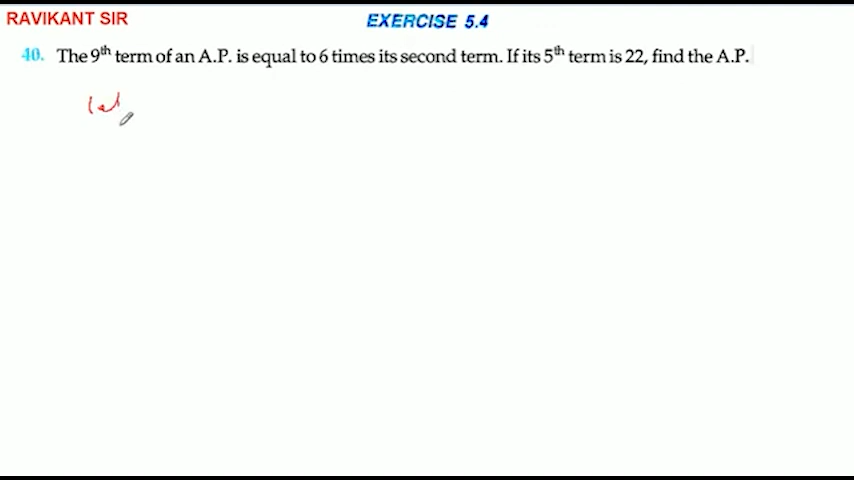 RAVIKANT SIR
EXERCISE 5.4
40. The 9th term of an A.P. is equal to 6 times its second term. If its 5th term is 22, find the A.P.